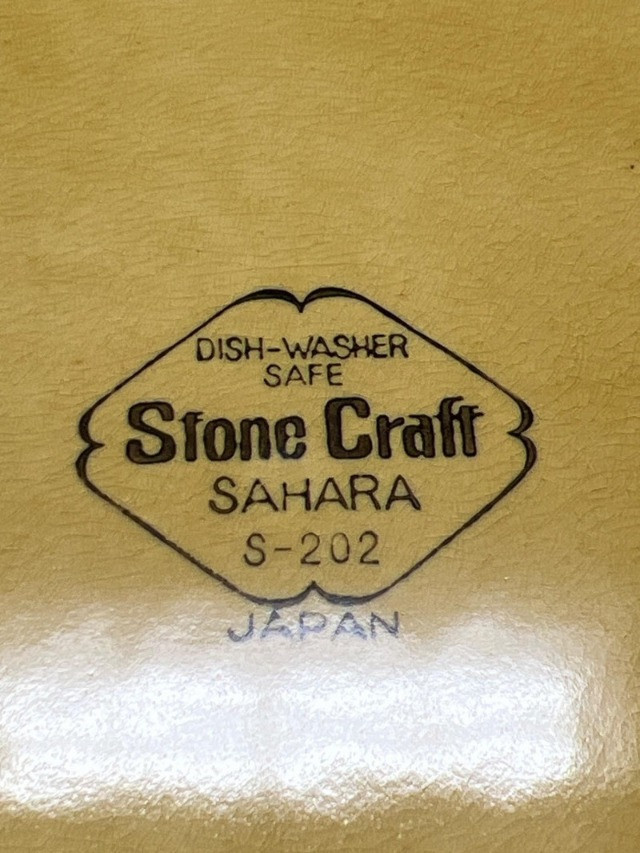 DISH-WASHER
SAFE
Stone Craft
SAHARA
S-202
JAPAN